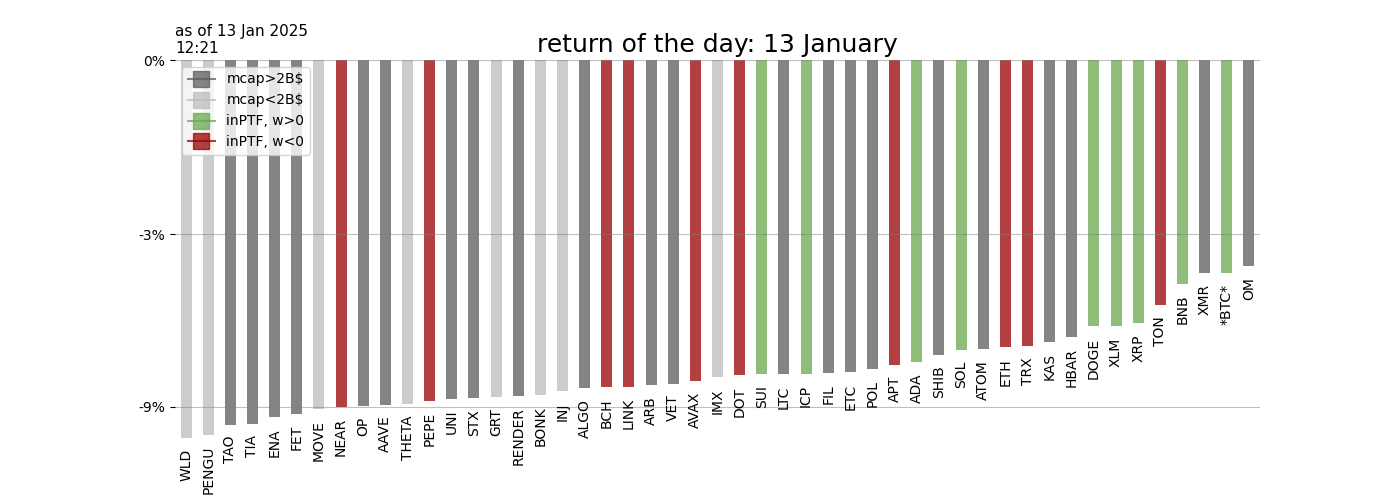 as of 13 Jan 2025
12:21
return of the day: 13 January
0%
-3%
-9%
mcap>2B$
mcap<2B$
inPTF, w>0
inPTF, w<0
WLD
PENGU
TAO
TIA
ENA
FET
MOVE
NEAR
OP
AAVE
THETA
PEPE
UNI
STX
GRT
RENDER
BONK
INJ
ALGO
BCH
LINK
ARB
VET
AVAX
IMX
DOT
SUI
LTC
ICP
FIL
ETC
POL
APT
ADA
SHIB
SOL
ATOM
ETH
TRX
KAS
HBAR
DOGE
XLM
XRP
TON
BNB
XMR
*BTC*
OM